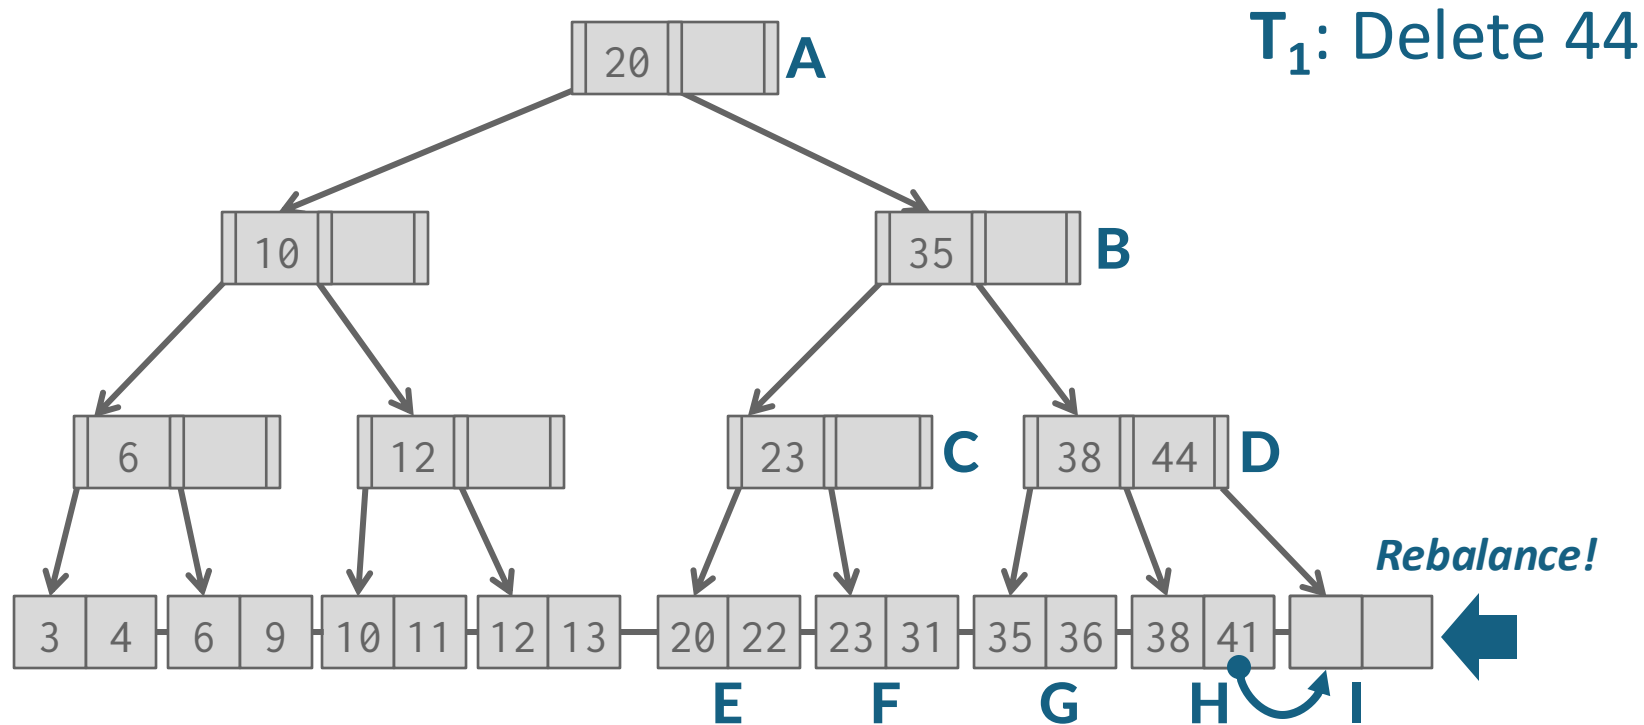 T₁: Delete 44
20 A
10
35 B
6
12
23 C
38 44 D
Rebalance!
3 4 6 9 10 11 12 13 20 22 23 31 35 36 38 41
E F G H I